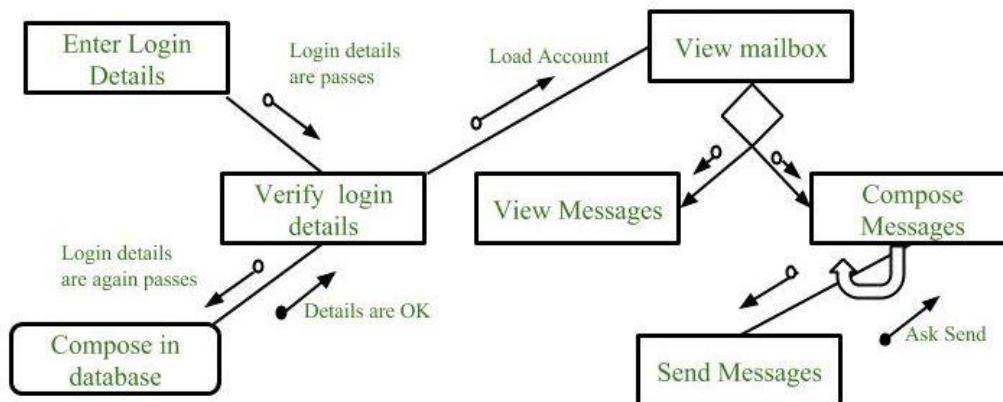 Enter Login
Details
Login details
are passes
Load Account
View mailbox
Verify login
details
View Messages
Compose
Messages
Login details
are again passes
Details are OK
Ask Send
Compose in
database
Send Messages